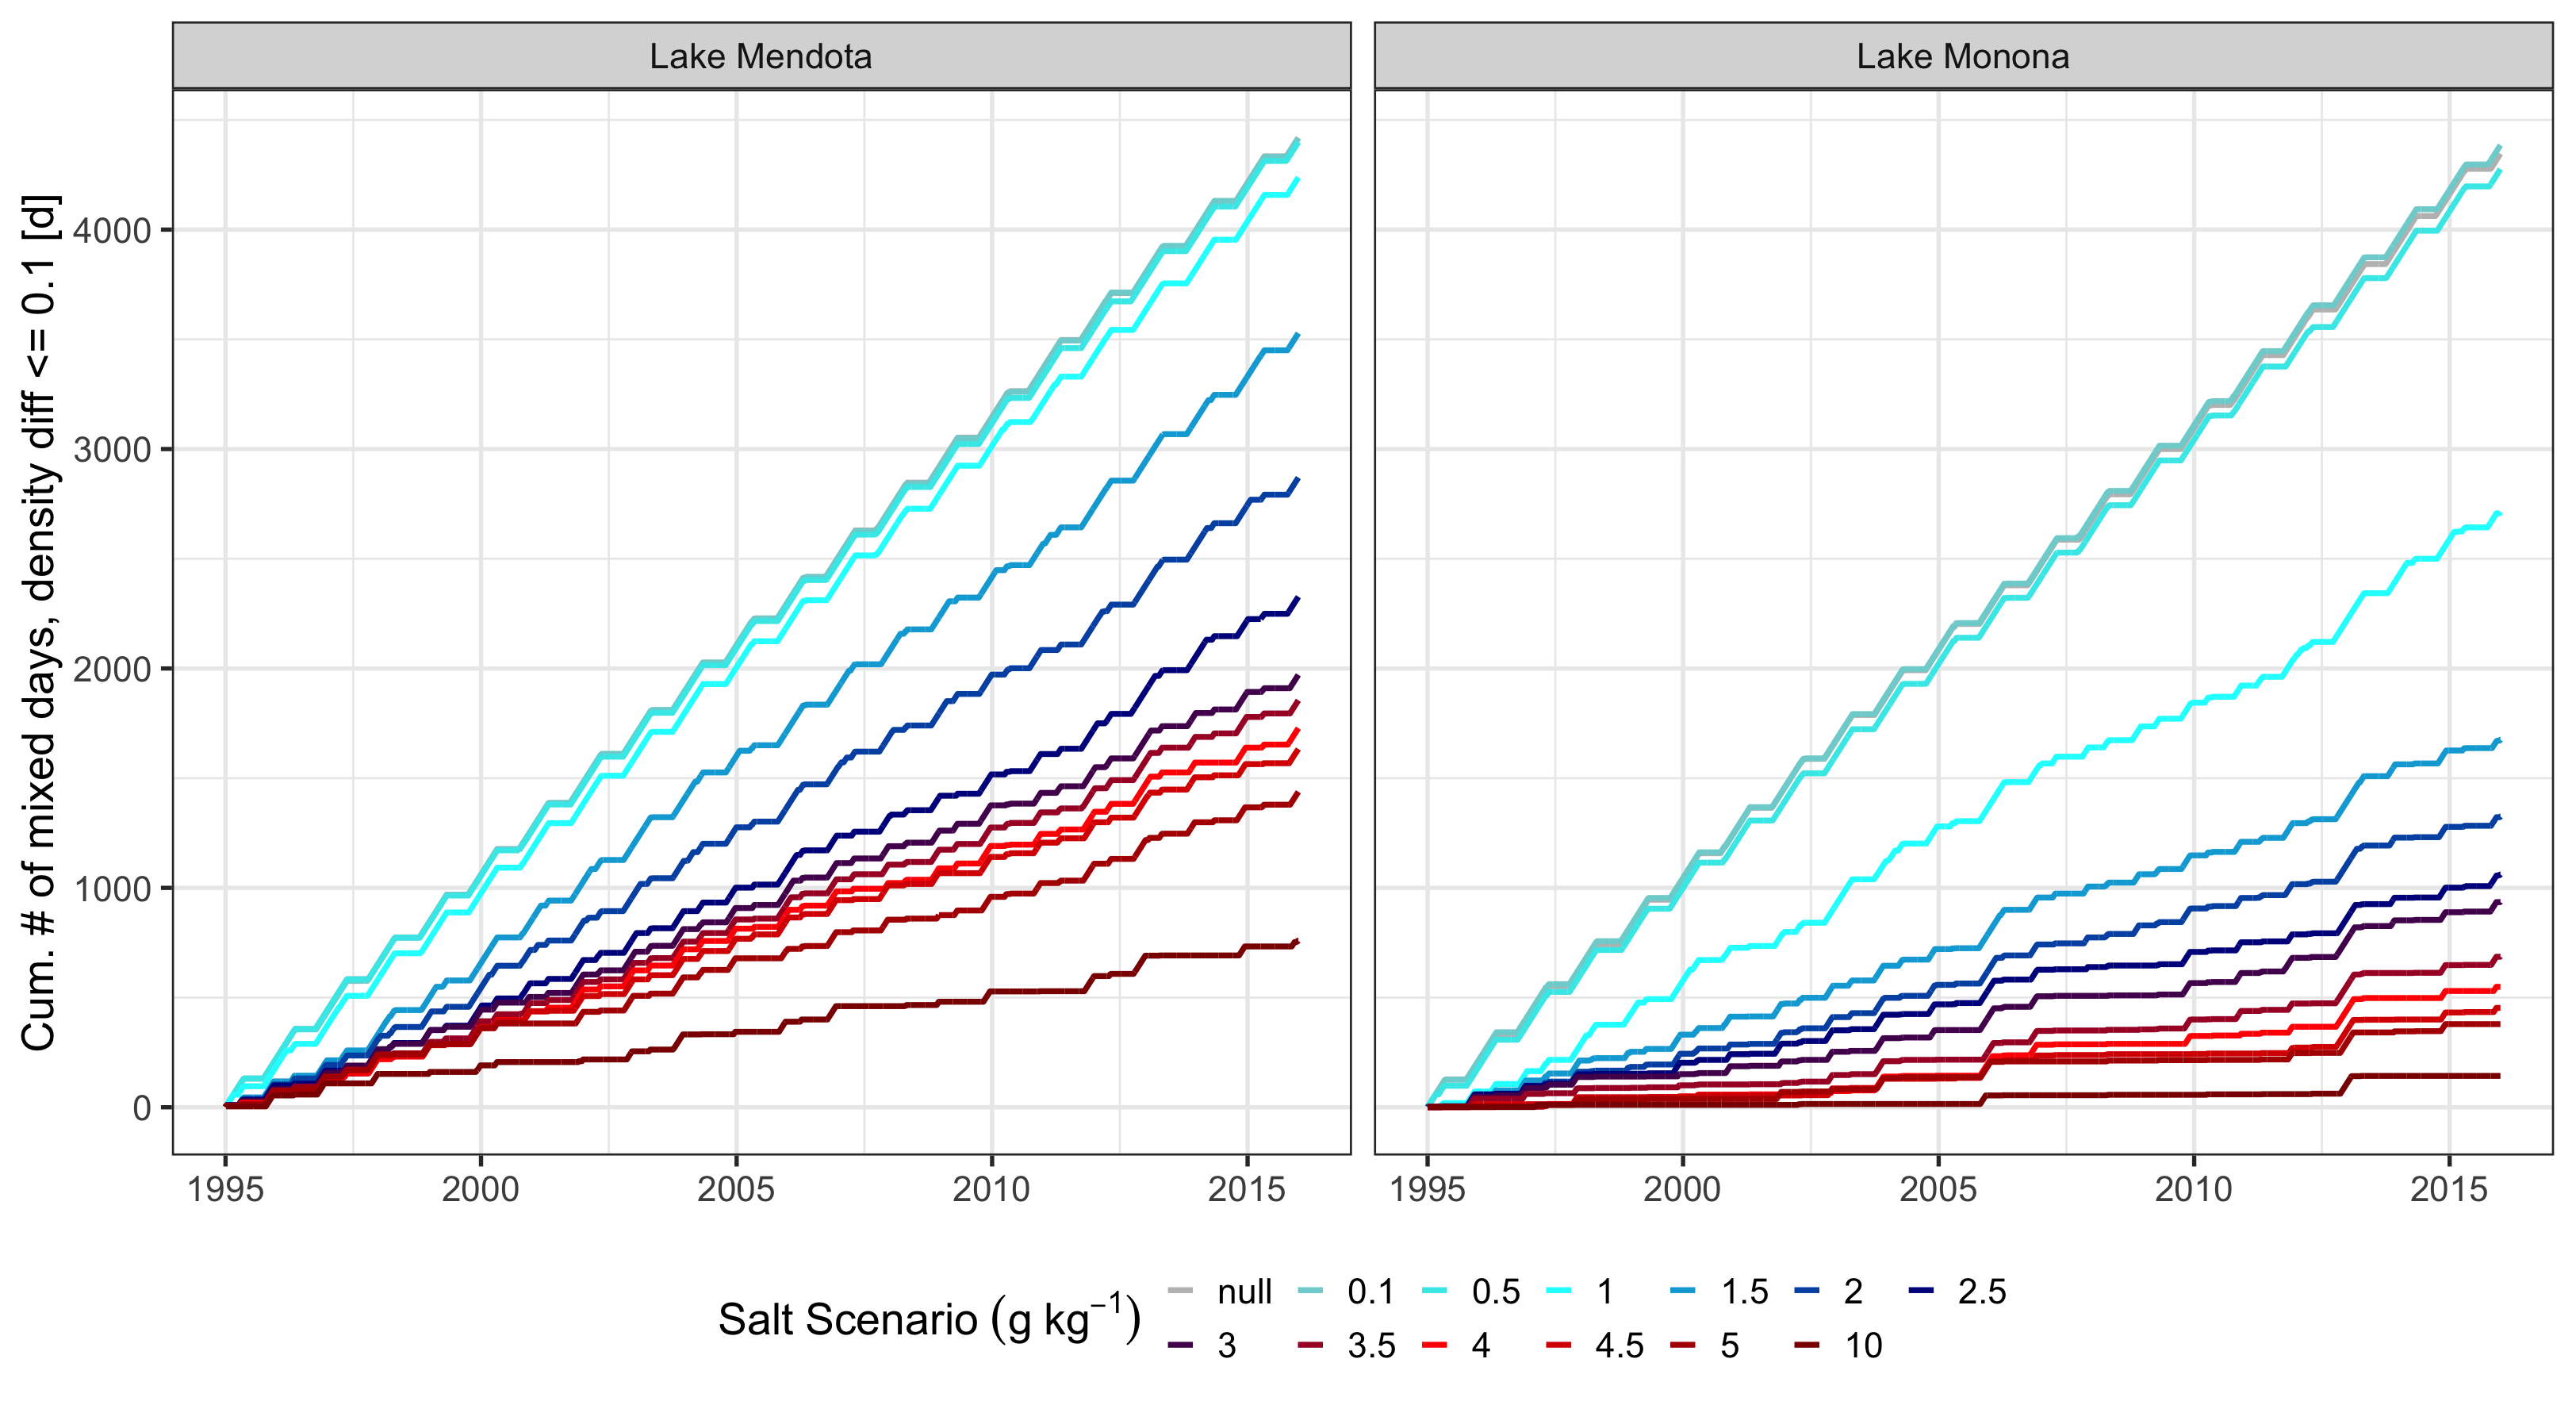 Lake Mendota
Lake Monona
Cum. # of mixed days, density diff <= 0.1 [d]
4000
3000
2000
1000
0
1995 2000 2005 2010 2015
1995 2000 2005 2010 2015
Salt Scenario (g kg⁻¹)
null 0.1 0.5 1 1.5 2 2.5
3 3.5 4 4.5 5 10